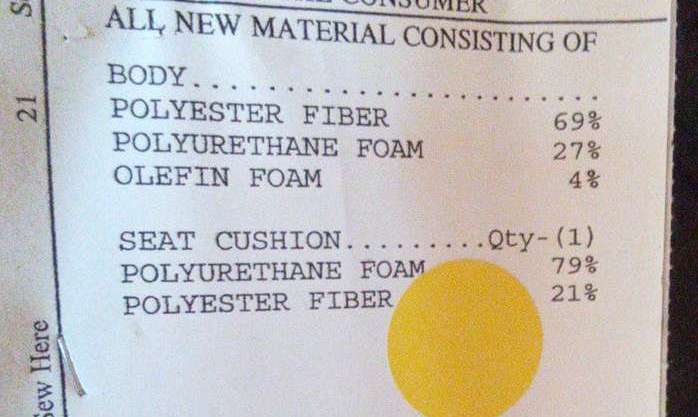 CONSUMER
ALL NEW MATERIAL CONSISTING OF
BODY..........................
POLYESTER FIBER 69%
POLYURETHANE FOAM 27%
OLEFIN FOAM 4%
SEAT CUSHION.........Qty-(1)
POLYURETHANE FOAM 79%
POLYESTER FIBER 21%
21
Sew Here